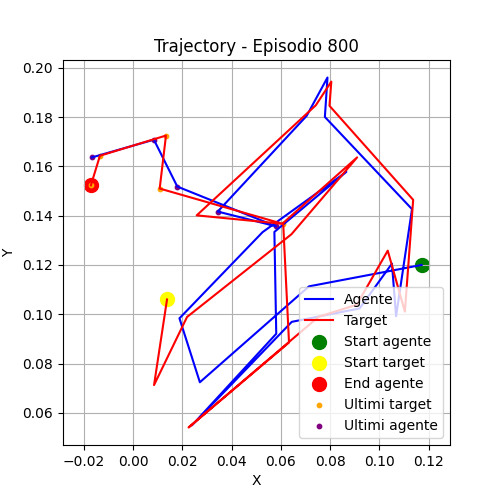 Trajectory - Episodio 800
0.20
0.18
0.16
0.14
0.12
0.10
0.08
0.06
Y
−0.02 0.00 0.02 0.04 0.06 0.08 0.10 0.12
X
Agente
Target
Start agente
Start target
End agente
Ultimi target
Ultimi agente